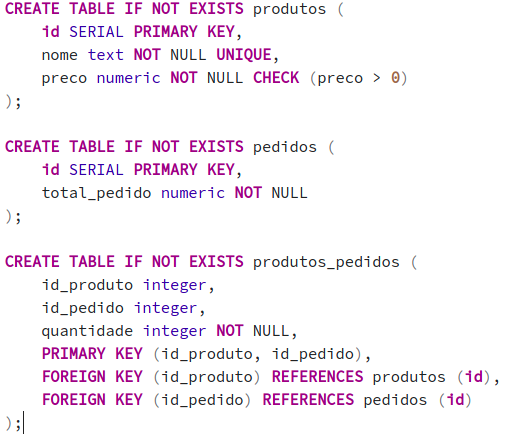 CREATE TABLE IF NOT EXISTS produtos (
    id SERIAL PRIMARY KEY,
    nome text NOT NULL UNIQUE,
    preco numeric NOT NULL CHECK (preco > 0)
);

CREATE TABLE IF NOT EXISTS pedidos (
    id SERIAL PRIMARY KEY,
    total_pedido numeric NOT NULL
);

CREATE TABLE IF NOT EXISTS produtos_pedidos (
    id_produto integer,
    id_pedido integer,
    quantidade integer NOT NULL,
    PRIMARY KEY (id_produto, id_pedido),
    FOREIGN KEY (id_produto) REFERENCES produtos (id),
    FOREIGN KEY (id_pedido) REFERENCES pedidos (id)
);